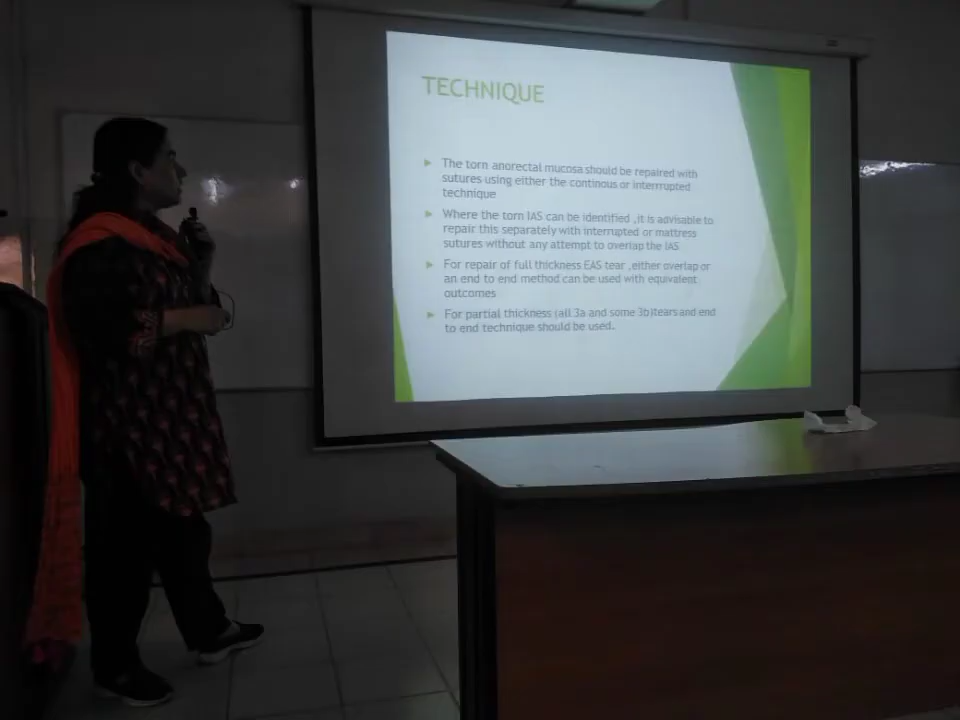 TECHNIQUE
The torn anorectal mucosa should be repaired with
sutures using either the continous or interrrupted
technique
Where the torn IAS can be identified ,it is advisable to
repair this separately with interrupted or mattress
sutures without any attempt to overlap the IAS
For repair of full thickness EAS tear ,either overlap or
an end to end method can be used with equivalent
outcomes
For partial thickness (all 3a and some 3b)tears and end
to end technique should be used.